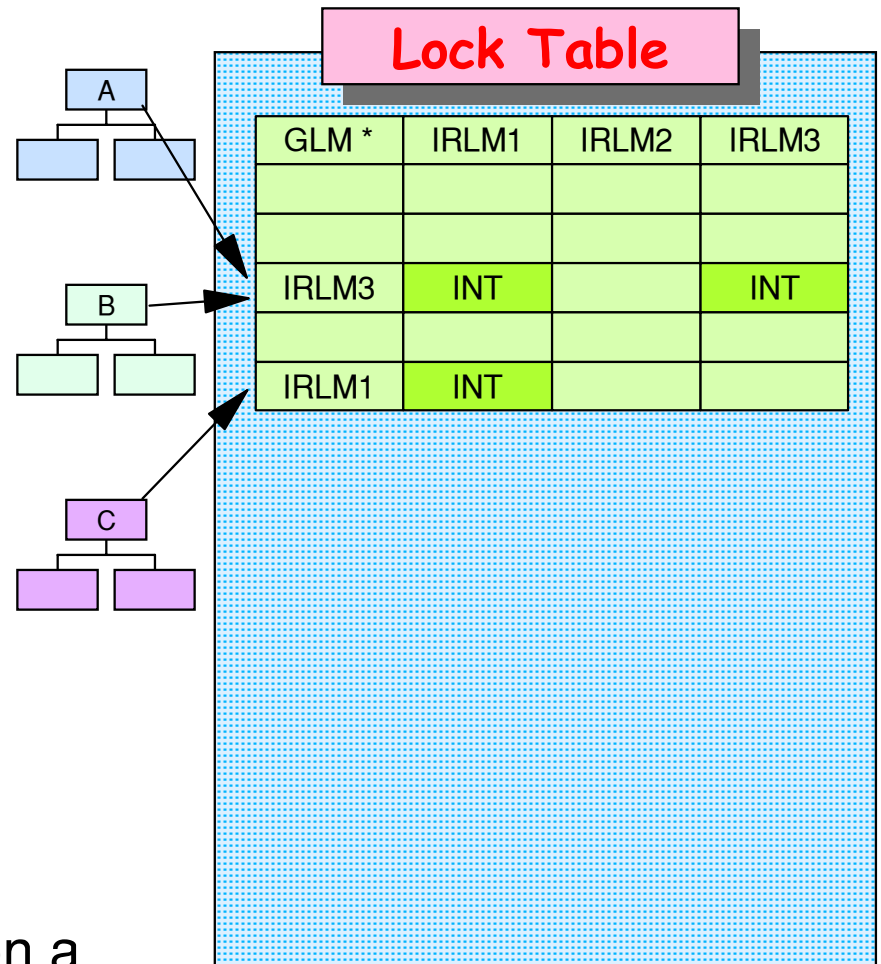 Lock Table
A
GLM * IRLM1 IRLM2 IRLM3
B
IRLM3 INT INT
IRLM1 INT
C
n a